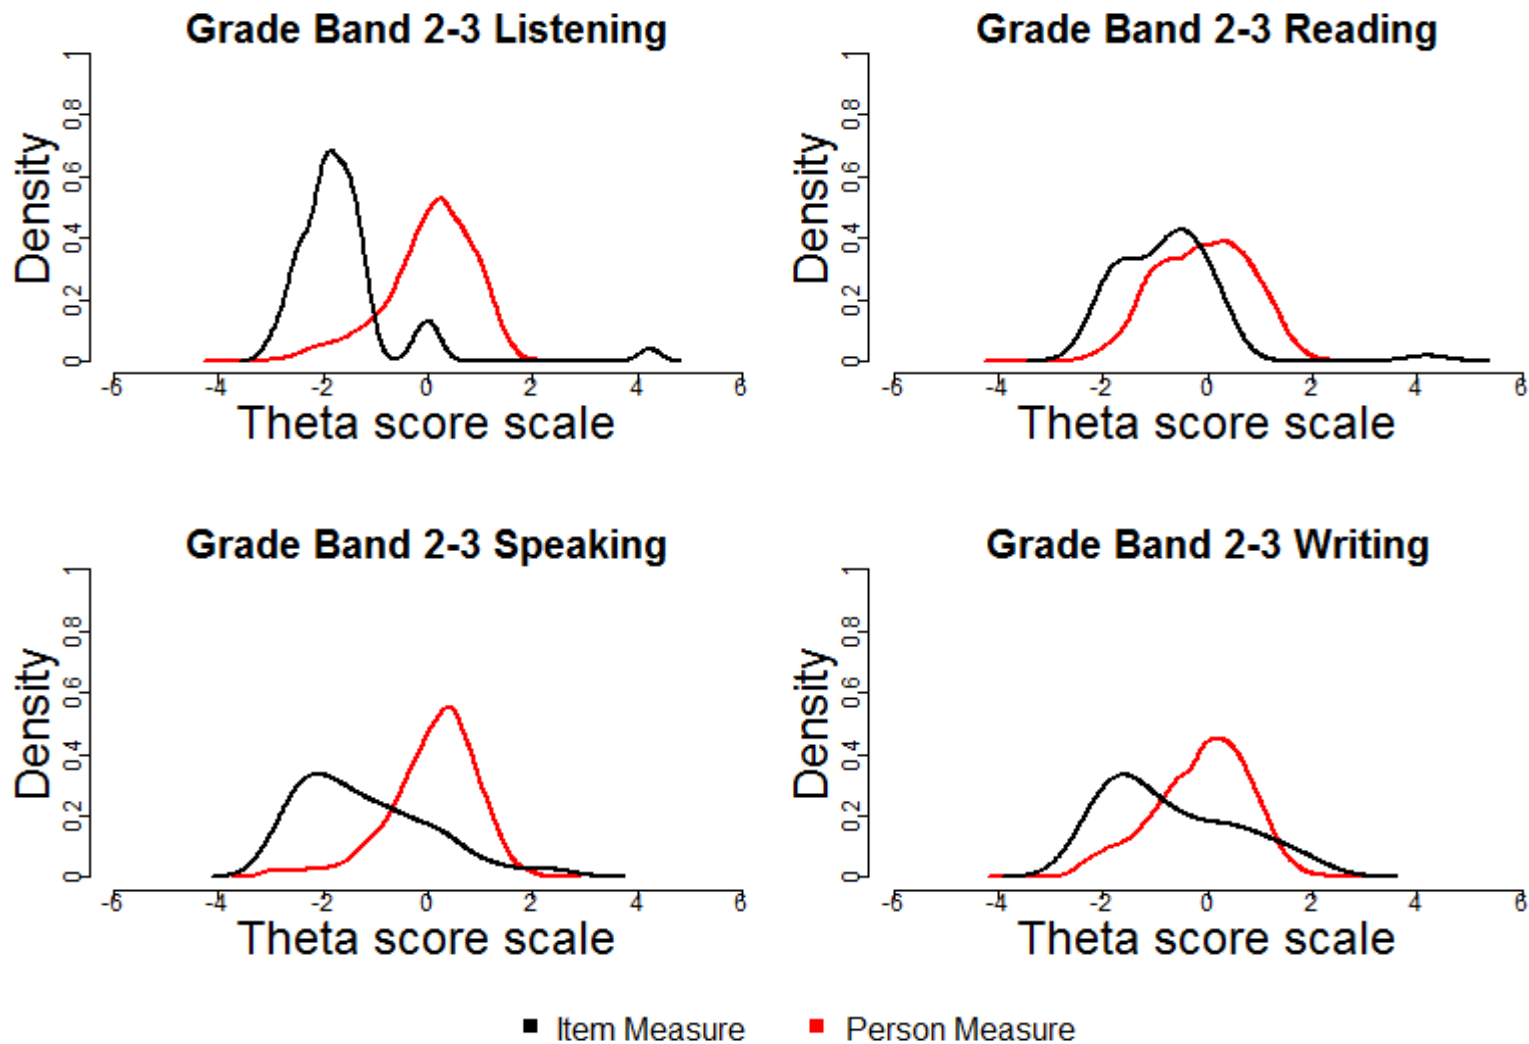 Grade Band 2-3 Listening
Density
0
0.2
0.4
0.6
0.8
1
-6 -4 -2 0 2 4 6
Theta score scale
Grade Band 2-3 Reading
Density
0
0.2
0.4
0.6
0.8
1
-6 -4 -2 0 2 4 6
Theta score scale
Grade Band 2-3 Speaking
Density
0
0.2
0.4
0.6
0.8
1
-6 -4 -2 0 2 4 6
Theta score scale
Grade Band 2-3 Writing
Density
0
0.2
0.4
0.6
0.8
1
-6 -4 -2 0 2 4 6
Theta score scale
Item Measure
Person Measure